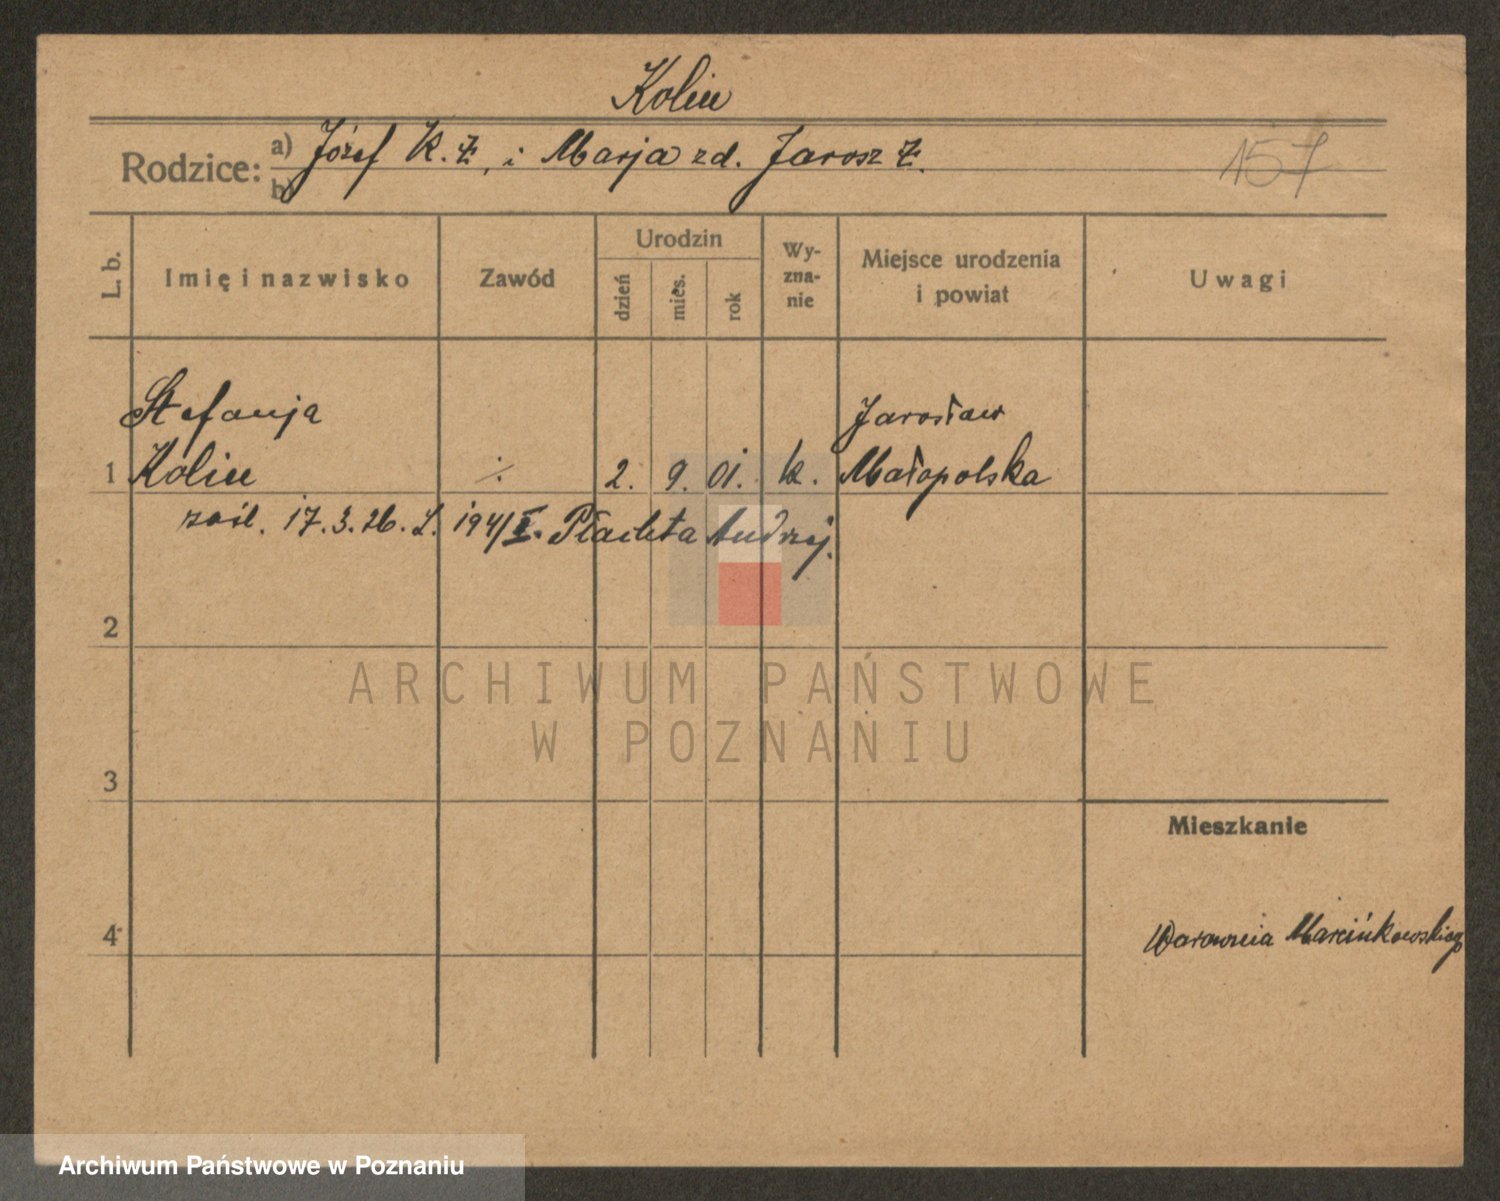 Kolin
Rodzice: a) Józef K. Ż, i Marja zd. Jarosz Ż.
b)
157
L. b.
Imię i nazwisko
Zawód
Urodzin
dzień
mies.
rok
Wy-
zna-
nie
Miejsce urodzenia
i powiat
Uwagi
Stefanja
Jarosław
1 Kolin ÷ 2. 9. 01. k. Małopolska
zaśl. 17.3.26. L. 194/II. Płachta Andrzej.
2
3
4
Mieszkanie
Warownia Marcinkowskiego
ARCHIWUM PAŃSTWOWE
W POZNANIU
Archiwum Państwowe w Poznaniu